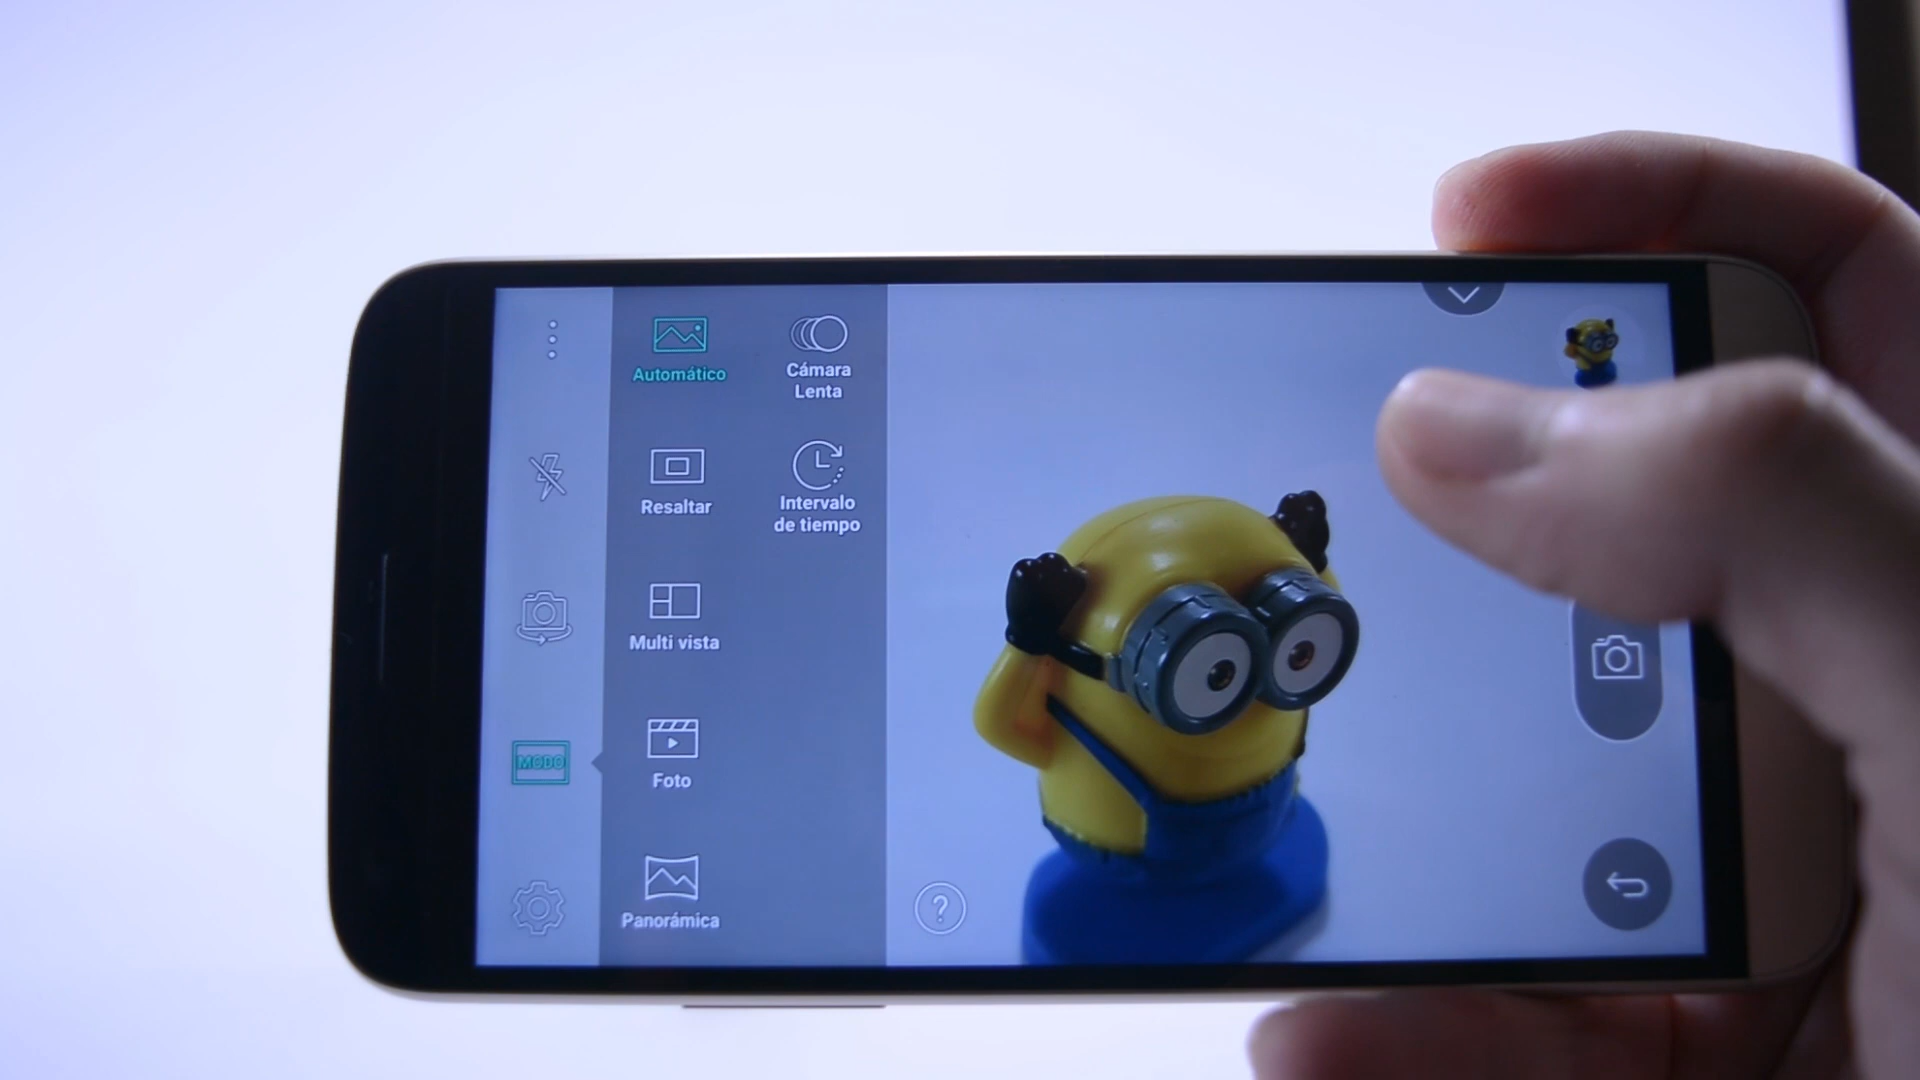 Automático
Cámara
Lenta
Resaltar
Intervalo
de tiempo
Multi vista
MODO
Foto
Panorámica
?